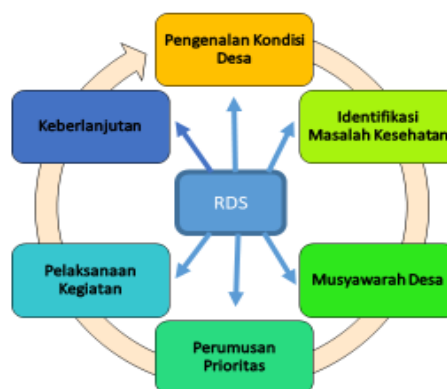 Pengenalan Kondisi
Desa
Identifikasi
Masalah Kesehatan
Musyawarah Desa
Perumusan
Prioritas
Pelaksanaan
Kegiatan
Keberlanjutan
RDS